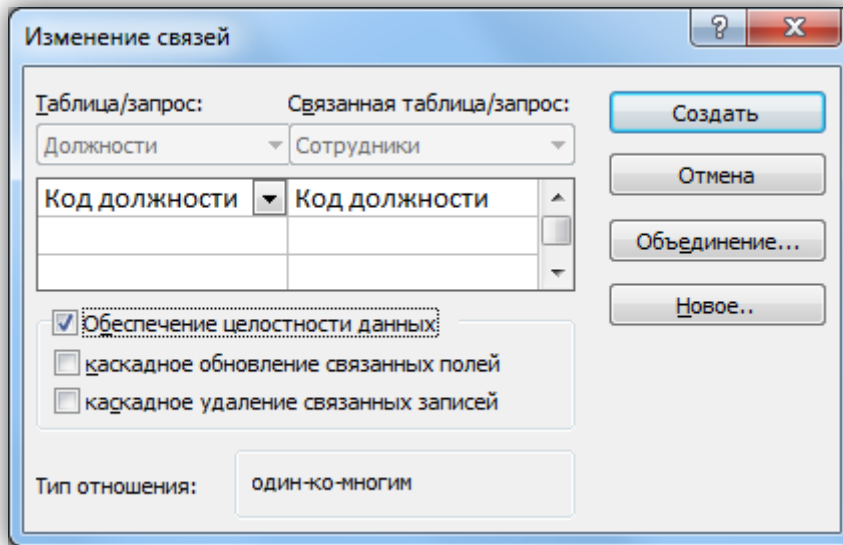 Изменение связей
Таблица/запрос: Связанная таблица/запрос:
Должности Сотрудники
Код должности Код должности
Обеспечение целостности данных
каскадное обновление связанных полей
каскадное удаление связанных записей
Тип отношения: один-ко-многим
Создать
Отмена
Объединение...
Новое..